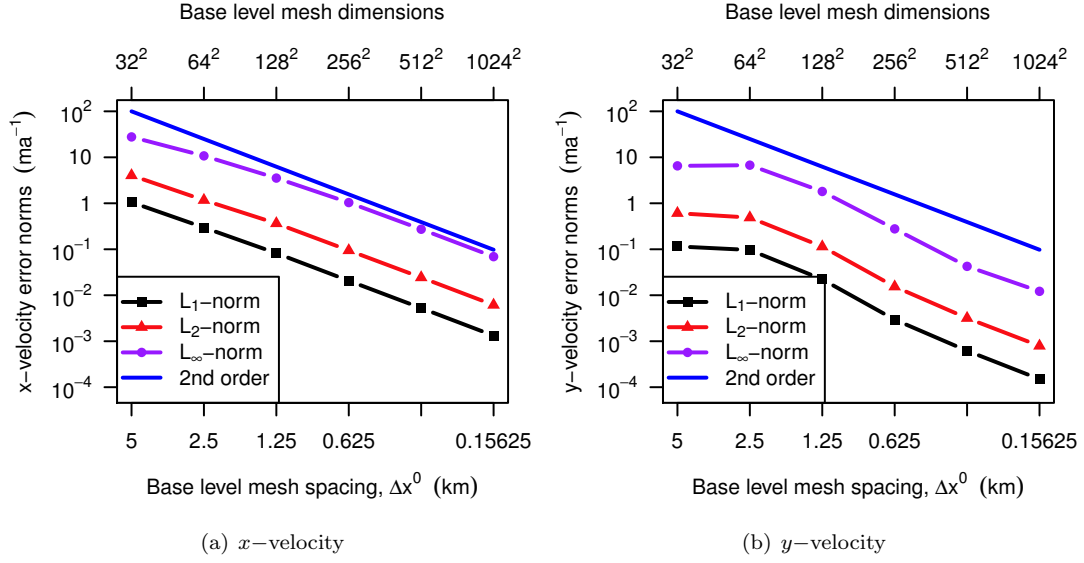 Base level mesh dimensions
32² 64² 128² 256² 512² 1024²
x−velocity error norms (ma⁻¹)
10²
10
1
10⁻¹
10⁻²
10⁻³
10⁻⁴
L₁−norm
L₂−norm
L∞−norm
2nd order
5 2.5 1.25 0.625 0.15625
Base level mesh spacing, Δx⁰ (km)
(a) x−velocity
Base level mesh dimensions
32² 64² 128² 256² 512² 1024²
y−velocity error norms (ma⁻¹)
10²
10
1
10⁻¹
10⁻²
10⁻³
10⁻⁴
L₁−norm
L₂−norm
L∞−norm
2nd order
5 2.5 1.25 0.625 0.15625
Base level mesh spacing, Δx⁰ (km)
(b) y−velocity